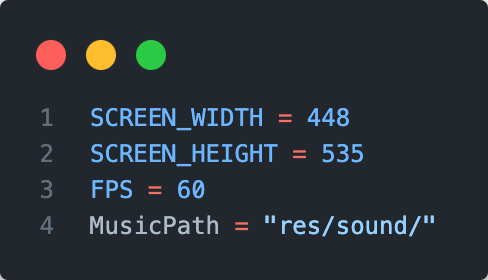 1 SCREEN_WIDTH = 448
2 SCREEN_HEIGHT = 535
3 FPS = 60
4 MusicPath = "res/sound/"